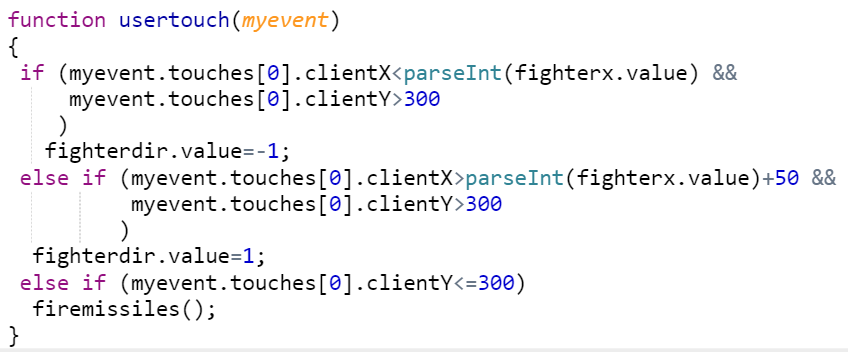 function usertouch(myevent)
{
 if (myevent.touches[0].clientX<parseInt(fighterx.value) &&
     myevent.touches[0].clientY>300
    )
   fighterdir.value=-1;
 else if (myevent.touches[0].clientX>parseInt(fighterx.value)+50 &&
          myevent.touches[0].clientY>300
         )
  fighterdir.value=1;
 else if (myevent.touches[0].clientY<=300)
  firemissiles();
}